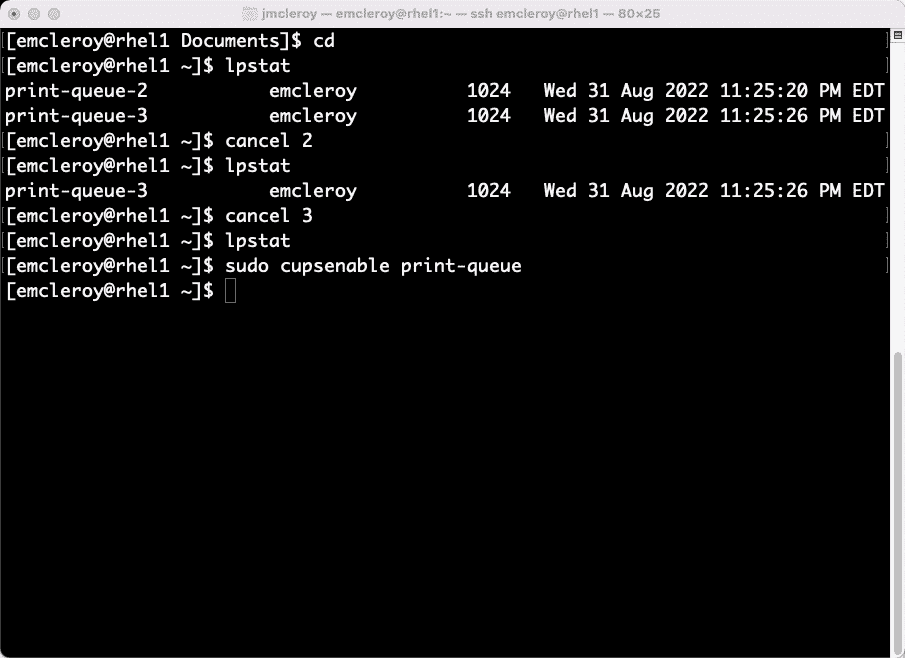 jmcleroy — emcleroy@rhel1:~ — ssh emcleroy@rhel1 — 80×25
[emcleroy@rhel1 Documents]$ cd
[emcleroy@rhel1 ~]$ lpstat
print-queue-2           emcleroy          1024   Wed 31 Aug 2022 11:25:20 PM EDT
print-queue-3           emcleroy          1024   Wed 31 Aug 2022 11:25:26 PM EDT
[emcleroy@rhel1 ~]$ cancel 2
[emcleroy@rhel1 ~]$ lpstat
print-queue-3           emcleroy          1024   Wed 31 Aug 2022 11:25:26 PM EDT
[emcleroy@rhel1 ~]$ cancel 3
[emcleroy@rhel1 ~]$ lpstat
[emcleroy@rhel1 ~]$ sudo cupsenable print-queue
[emcleroy@rhel1 ~]$